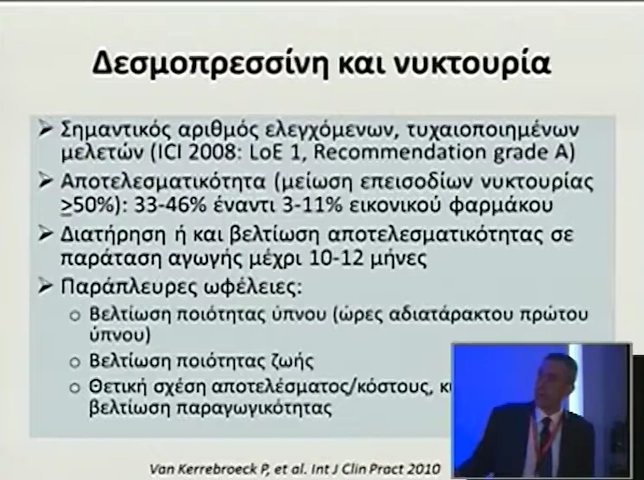 Δεσμοπρεσσίνη και νυκτουρία
➤ Σημαντικός αριθμός ελεγχόμενων, τυχαιοποιημένων
μελετών (ICI 2008: LoE 1, Recommendation grade A)
➤ Αποτελεσματικότητα (μείωση επεισοδίων νυκτουρίας
≥50%): 33-46% έναντι 3-11% εικονικού φαρμάκου
➤ Διατήρηση ή και βελτίωση αποτελεσματικότητας σε
παράταση αγωγής μέχρι 10-12 μήνες
➤ Παράπλευρες ωφέλειες:
o Βελτίωση ποιότητας ύπνου (ώρες αδιατάρακτου πρώτου
ύπνου)
o Βελτίωση ποιότητας ζωής
o Θετική σχέση αποτελέσματος/κόστους,
βελτίωση παραγωγικότητας
Van Kerrebroeck P, et al. Int J Clin Pract 2010